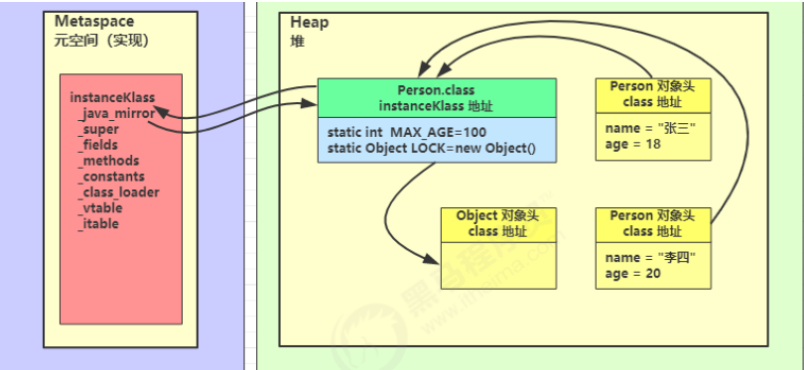 Metaspace
元空间（实现）
instanceKlass
_java_mirror
_super
_fields
_methods
_constants
_class_loader
_vtable
_itable
Heap
堆
Person.class
instanceKlass 地址
static int MAX_AGE=100
static Object LOCK=new Object()
Person 对象头
class 地址
name = "张三"
age = 18
Object 对象头
class 地址
Person 对象头
class 地址
name = "李四"
age = 20
黑马程序员
www.itheima.com